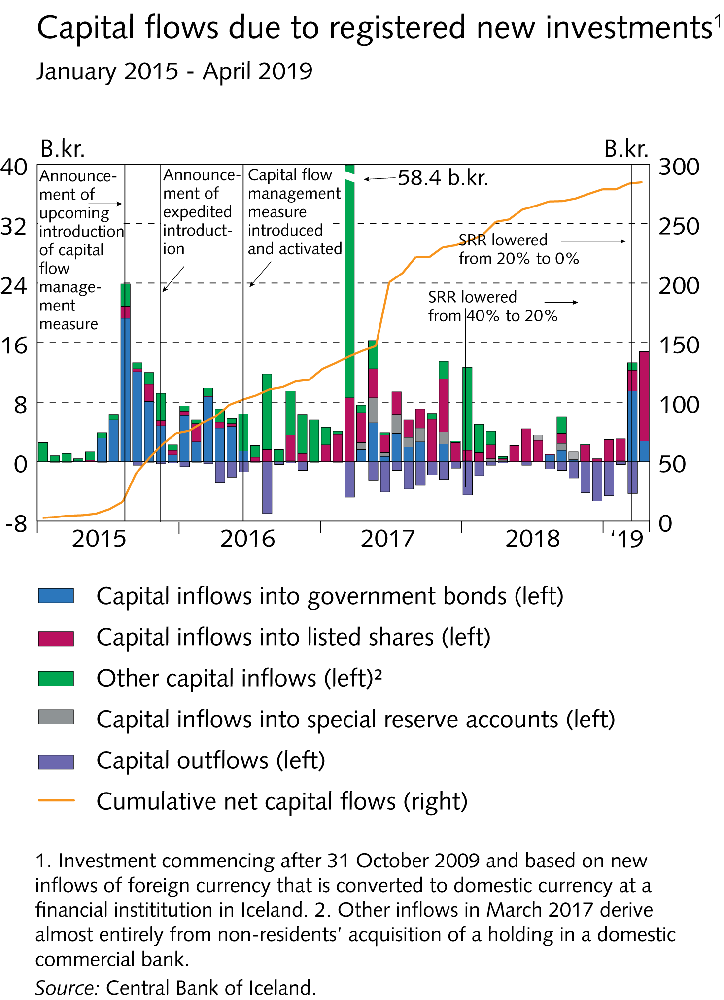 Capital flows due to registered new investments¹
January 2015 - April 2019
B.kr.
B.kr.
40
32
24
16
8
0
-8
300
250
200
150
100
50
0
Announce-
ment of
upcoming
introduction
of capital
flow
manage-
ment
measure
Announce-
ment of
expedited
introduct-
ion
Capital flow
management
measure
introduced
and activated
58.4 b.kr.
SRR lowered
from 20% to 0%
SRR lowered
from 40% to 20%
2015
2016
2017
2018
‘19
Capital inflows into government bonds (left)
Capital inflows into listed shares (left)
Other capital inflows (left)²
Capital inflows into special reserve accounts (left)
Capital outflows (left)
Cumulative net capital flows (right)
1. Investment commencing after 31 October 2009 and based on new
inflows of foreign currency that is converted to domestic currency at a
financial instititution in Iceland. 2. Other inflows in March 2017 derive
almost entirely from non-residents' acquisition of a holding in a domestic
commercial bank.
Source: Central Bank of Iceland.